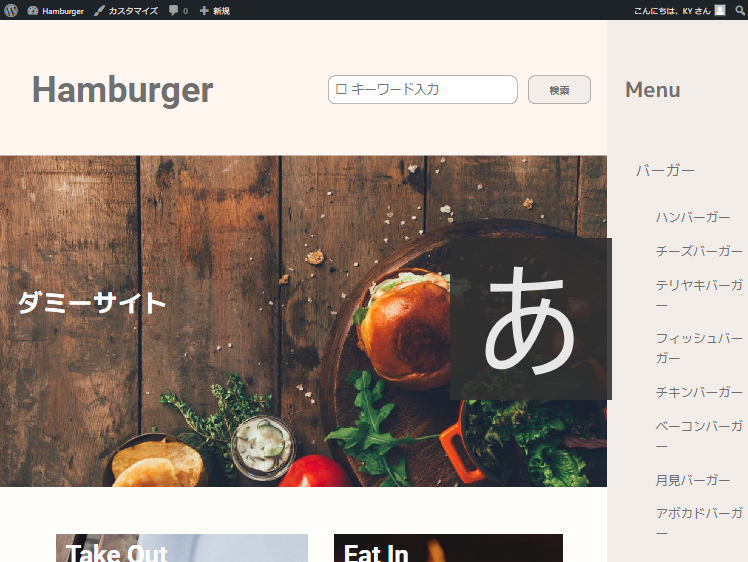 Hamburger
カスタマイズ
0
新規
こんにちは、KY さん
Hamburger
キーワード入力
検索
Menu
バーガー
ハンバーガー
チーズバーガー
テリヤキバーガ
ー
フィッシュバー
ガー
チキンバーガー
ベーコンバーガ
ー
月見バーガー
アボカドバーガ
ー
ダミーサイト
あ
Take Out
Eat In